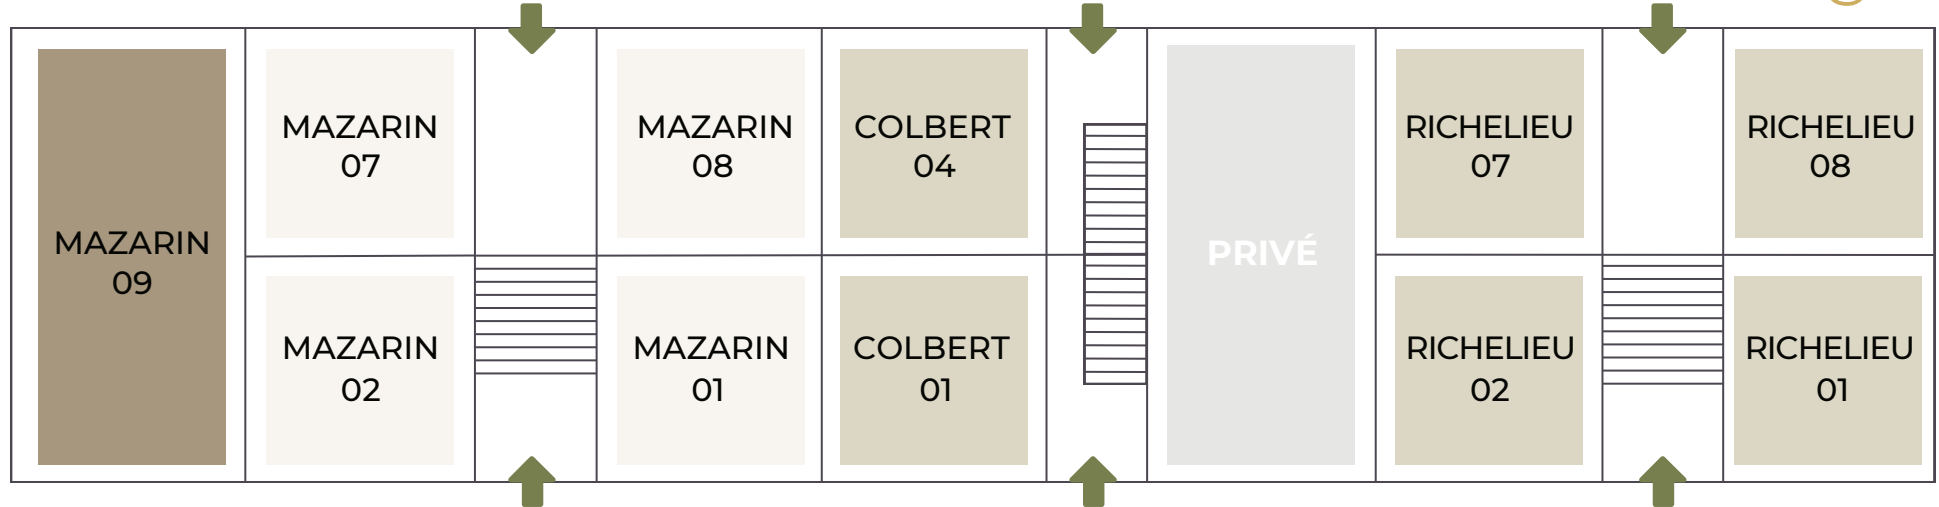 MAZARIN
09
MAZARIN
07
MAZARIN
08
COLBERT
04
PRIVÉ
RICHELIEU
07
RICHELIEU
08
MAZARIN
02
MAZARIN
01
COLBERT
01
RICHELIEU
02
RICHELIEU
01